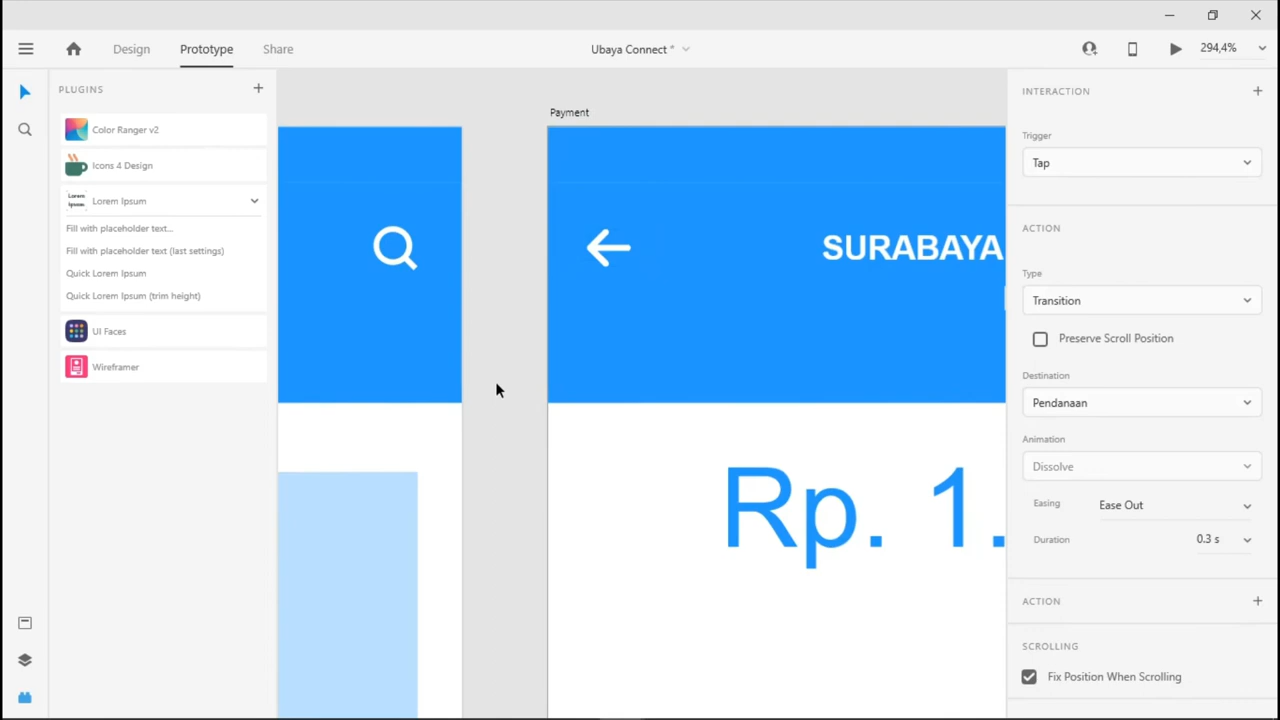 Design
Prototype
Share
Ubaya Connect *
294,4%
PLUGINS
Color Ranger v2
Icons 4 Design
Lorem Ipsum
Lorem Ipsum
Fill with placeholder text...
Fill with placeholder text (last settings)
Quick Lorem Ipsum
Quick Lorem Ipsum (trim height)
UI Faces
Wireframer
Payment
SURABAYA
Rp. 1.
INTERACTION
Trigger
Tap
ACTION
Type
Transition
Preserve Scroll Position
Destination
Pendanaan
Animation
Dissolve
Easing
Ease Out
Duration
0.3 s
ACTION
SCROLLING
Fix Position When Scrolling